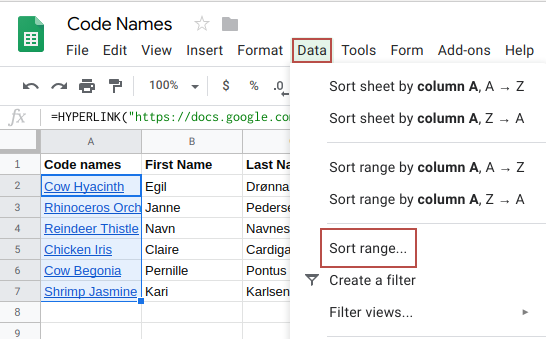 Code Names
File Edit View Insert Format Data Tools Form Add-ons Help
100% $ % .0
fx =HYPERLINK("https://docs.google.co
A B
1 Code names First Name Last Na
2 Cow Hyacinth Egil Drønna
3 Rhinoceros Orch Janne Pederse
4 Reindeer Thistle Navn Navnes
5 Chicken Iris Claire Cardiga
6 Cow Begonia Pernille Pontus
7 Shrimp Jasmine Kari Karlsen
8
9
Sort sheet by column A, A → Z
Sort sheet by column A, Z → A
Sort range by column A, A → Z
Sort range by column A, Z → A
Sort range...
Create a filter
Filter views... ►